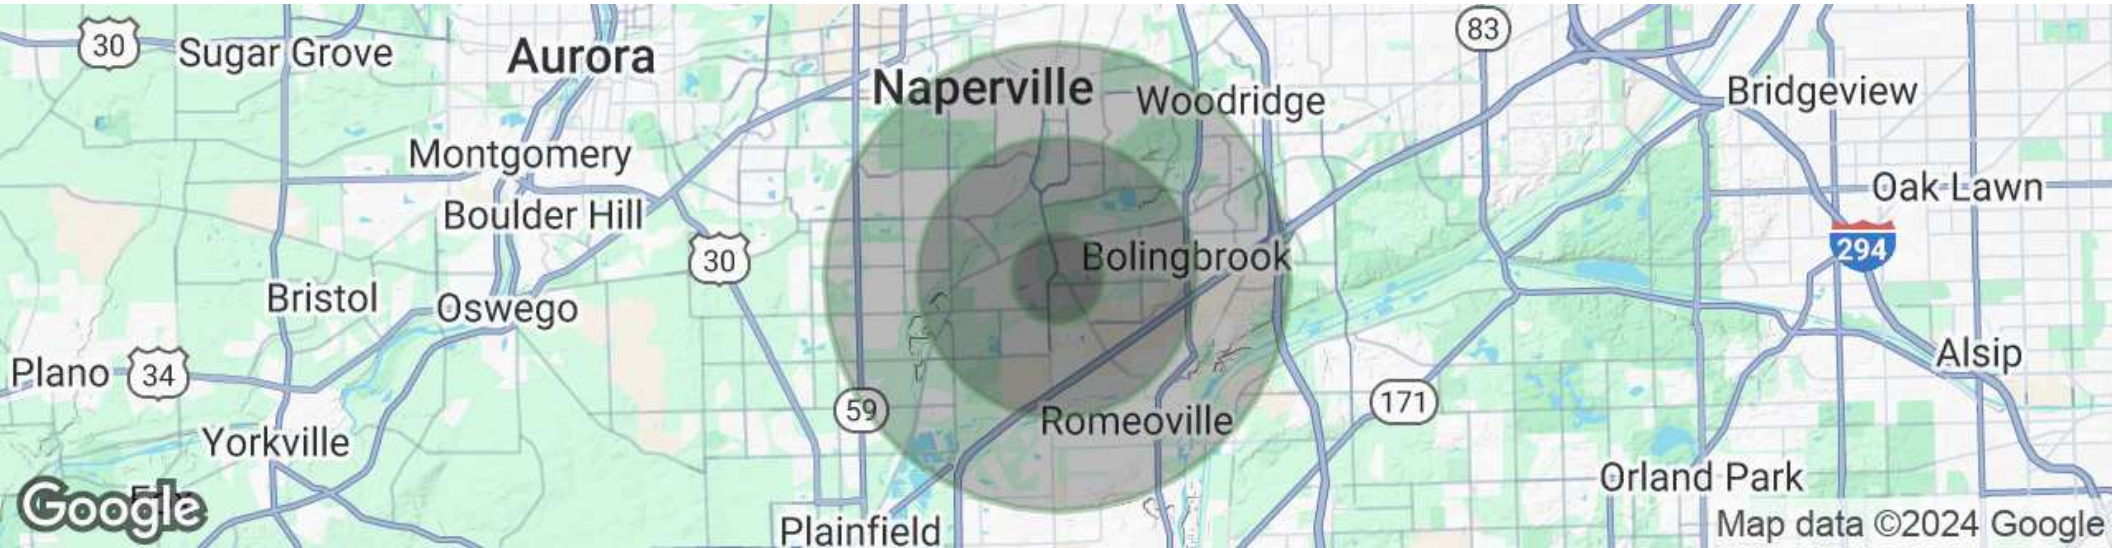 30
Sugar Grove
Aurora
Naperville
Woodridge
83
Bridgeview
Montgomery
Oak Lawn
Boulder Hill
30
Bolingbrook
294
Bristol
Oswego
Plano
34
Alsip
59
171
Romeoville
Yorkville
Orland Park
Google
Plainfield
Map data ©2024 Google